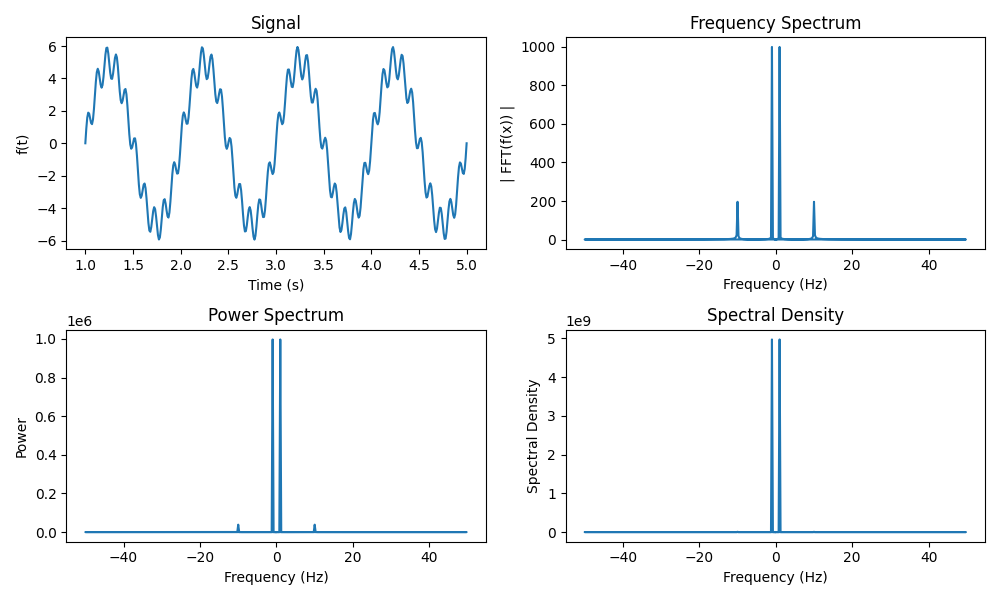 Signal
f(t)
6
4
2
0
−2
−4
−6
1.0 1.5 2.0 2.5 3.0 3.5 4.0 4.5 5.0
Time (s)
Frequency Spectrum
| FFT(f(x)) |
1000
800
600
400
200
0
−40 −20 0 20 40
Frequency (Hz)
Power Spectrum
1e6
Power
1.0
0.8
0.6
0.4
0.2
0.0
−40 −20 0 20 40
Frequency (Hz)
Spectral Density
1e9
Spectral Density
5
4
3
2
1
0
−40 −20 0 20 40
Frequency (Hz)